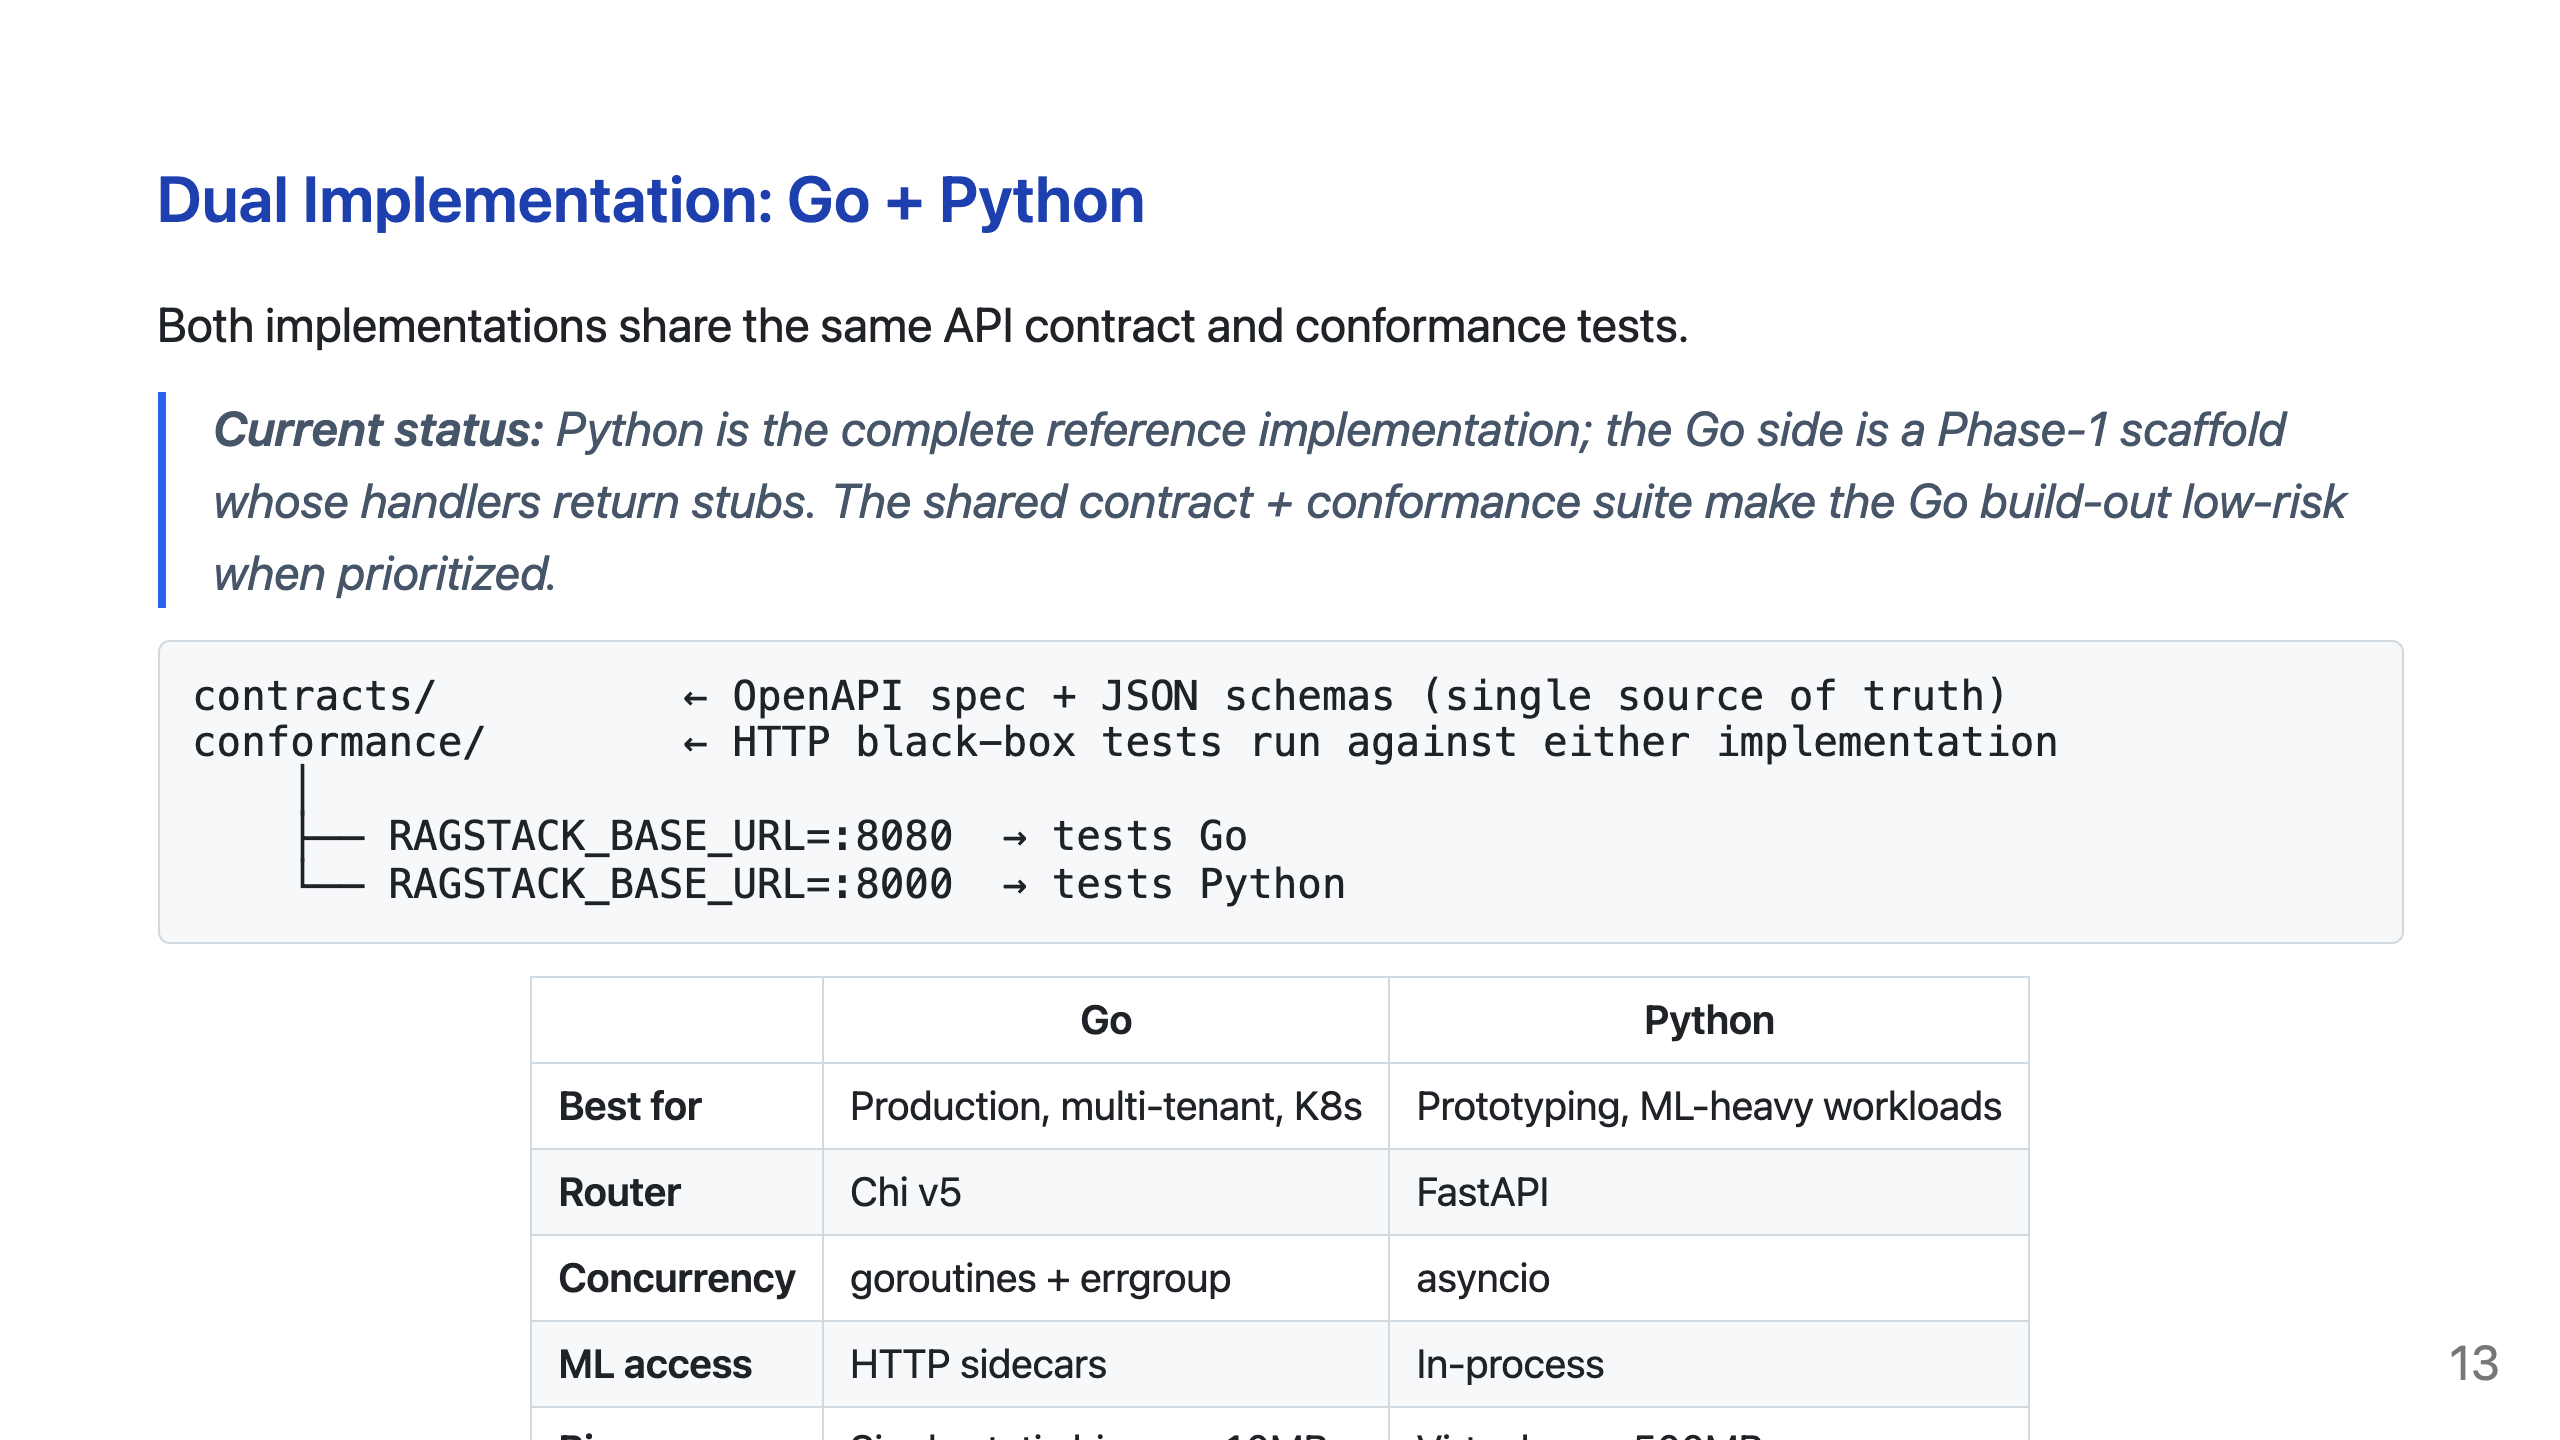 Dual Implementation: Go + Python
Both implementations share the same API contract and conformance tests.
Current status: Python is the complete reference implementation; the Go side is a Phase-1 scaffold
whose handlers return stubs. The shared contract + conformance suite make the Go build-out low-risk
when prioritized.
contracts/          ← OpenAPI spec + JSON schemas (single source of truth)
conformance/        ← HTTP black-box tests run against either implementation
    │
    ├── RAGSTACK_BASE_URL=:8080  → tests Go
    └── RAGSTACK_BASE_URL=:8000  → tests Python
Go Python
Best for Production, multi-tenant, K8s Prototyping, ML-heavy workloads
Router Chi v5 FastAPI
Concurrency goroutines + errgroup asyncio
ML access HTTP sidecars In-process
13